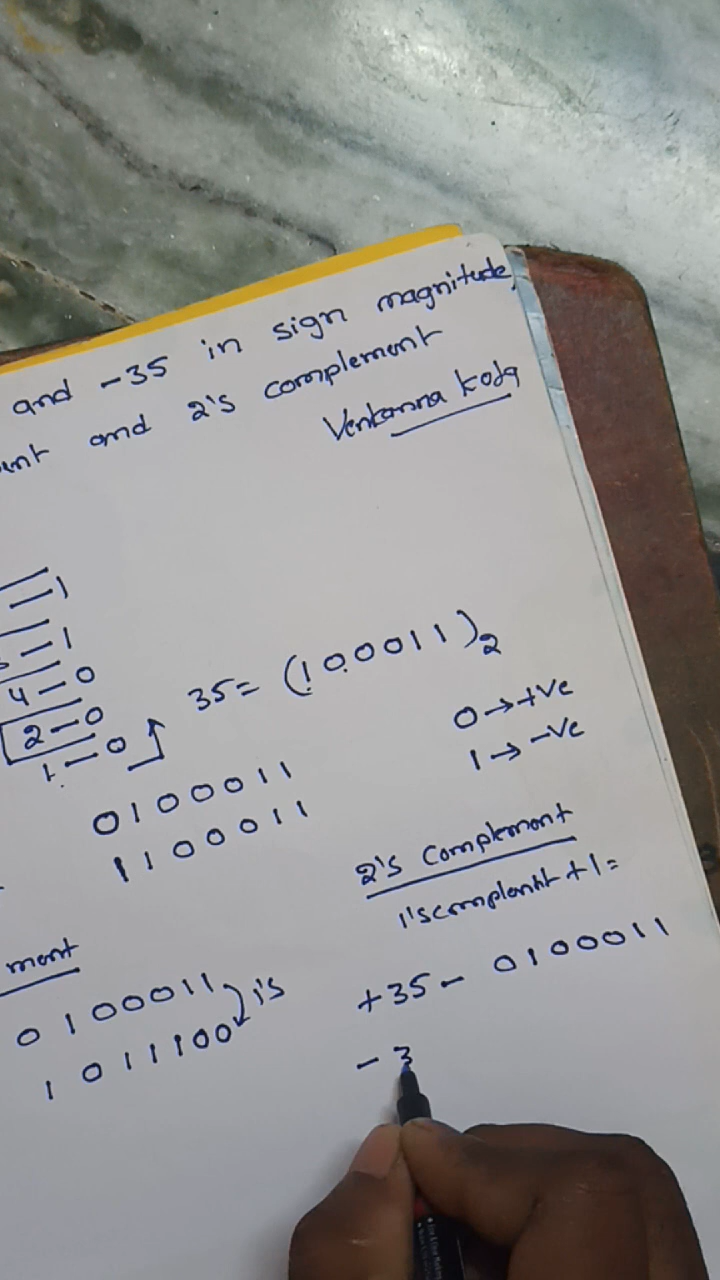 and -35 in sign magnitude,
and 2's complement
Venkanna Koda
-1
-1
4-0
2-0
1-0
35= (100011)2
0→+ve
1→-ve
0100011
1100011
2's complement
1's complentit +1=
ment
0100011
1's
1011100
+35- 0100011
-3